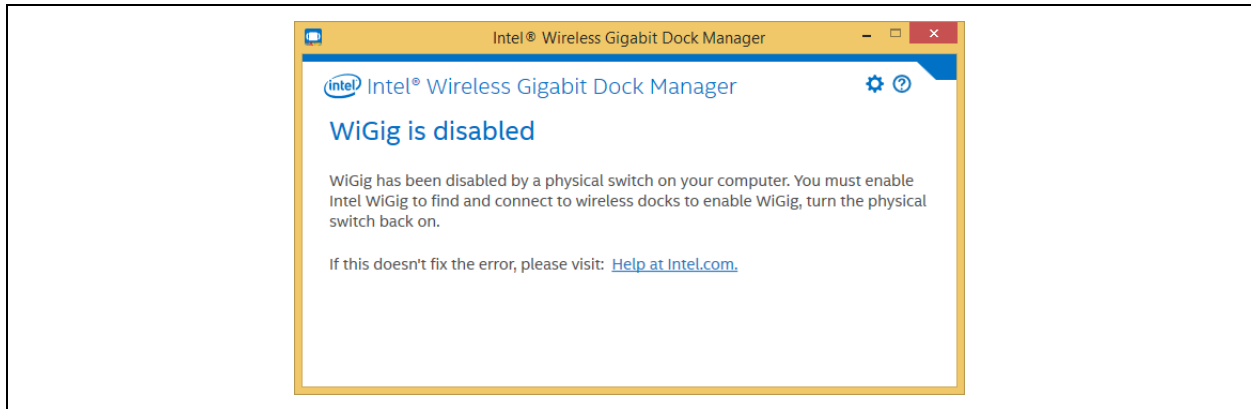 Intel® Wireless Gigabit Dock Manager
intel Intel® Wireless Gigabit Dock Manager
WiGig is disabled
WiGig has been disabled by a physical switch on your computer. You must enable
Intel WiGig to find and connect to wireless docks to enable WiGig, turn the physical
switch back on.
If this doesn't fix the error, please visit: Help at Intel.com.